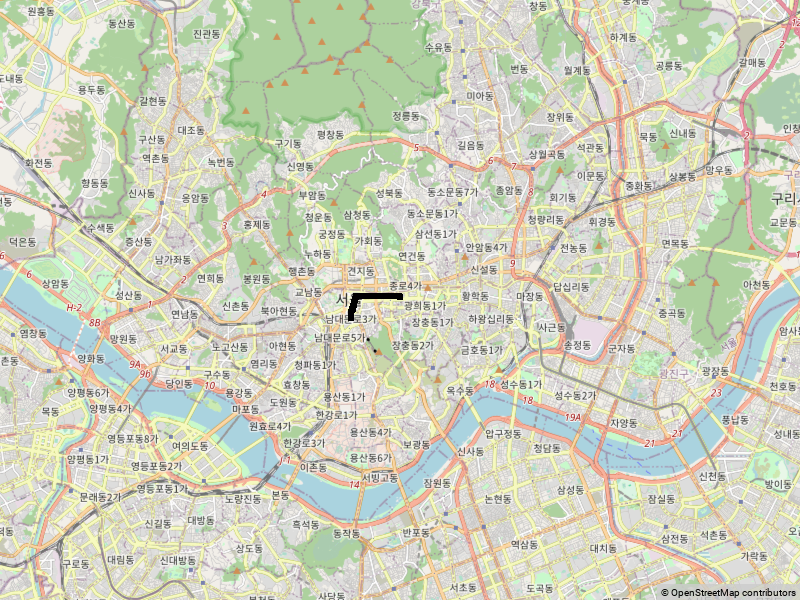 원흥동
동산동
진관동
수유동
창동
하계동
도내동
용두동
번동
월계동
공릉동
갈매동
갈현동
미아동
구산동
대조동
정릉동
장위동
인창동
화전동
역촌동
녹번동
구기동
평창동
5
길음동
석관동
묵동
신내동
향동동
신사동
응암동
3
신영동
6
7
상월곡동
이문동
중화동
상봉동
망우동
부암동
성북동
동소문동7가
종암동
회기동
구리시
수색동
홍제동
청운동
삼청동
동소문동1가
8
청량리동
휘경동
교문동
덕은동
증산동
4
궁정동
가회동
삼선동1가
안암동4가
전농동
면목동
남가좌동
누하동
연건동
6
상암동
연희동
봉원동
행촌동
견지동
신설동
9
답십리동
아천동
H-2
성산동
교남동
종로4가
황학동
마장동
서울
중곡동
8B
연남동
신촌동
북아현동
서
광희동1가
염창동
망원동
남대문로3가
장충동1가
하왕십리동
사근동
암사동
양화동
서교동
노고산동
아현동
남대문로5가
장충동2가
금호동1가
송정동
군자동
9A
9b
염리동
청파동1가
광진구
광장동
천호동
당인동
구수동
효창동
18
성수동1가
양평동6가
용강동
용산동1가
옥수동
18
성수동2가
23
목동
양평동4가
마포동
도원동
한강로1가
19A
자양동
풍납동
원효로4가
용산동4가
압구정동
청담동
21
21
성내동
영등포동8가
여의도동
한강로3가
보광동
신사동
양평동1가
용산동6가
영등포동2가
이촌동
14
서빙고동
잠원동
삼성동
신천동
방이동
문래동2가
영등포동1가
노량진동
본동
논현동
잠실동
신길동
대방동
흑석동
동작동
반포동
역삼동
대치동
삼전동
석촌동
구로동
대림동
신대방동
상도동
가락동
사당동
서초동
도곡동
© OpenStreetMap contributors